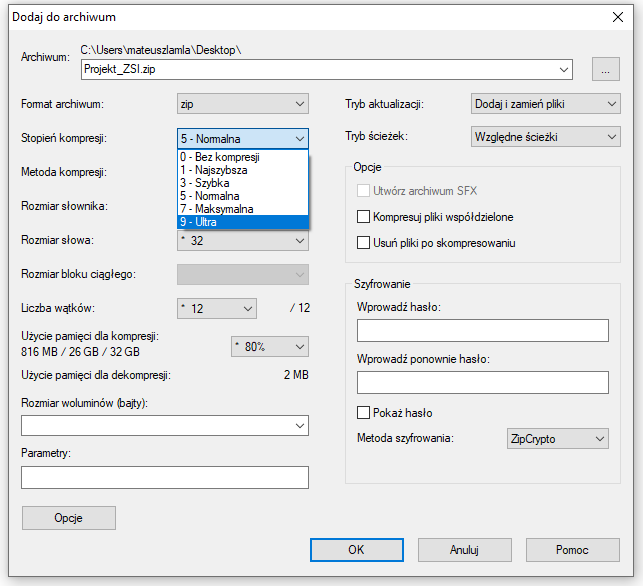 Dodaj do archiwum
Archiwum:
C:\Users\mateuszlamla\Desktop\
Projekt_ZSI.zip
...
Format archiwum:
zip
Stopień kompresji:
5 - Normalna
0 - Bez kompresji
1 - Najszybsza
3 - Szybka
5 - Normalna
7 - Maksymalna
9 - Ultra
Metoda kompresji:
Rozmiar słownika:
Rozmiar słowa:
* 32
Rozmiar bloku ciągłego:
Liczba wątków:
* 12
/ 12
Użycie pamięci dla kompresji:
816 MB / 26 GB / 32 GB
* 80%
Użycie pamięci dla dekompresji:
2 MB
Rozmiar woluminów (bajty):
Parametry:
Opcje
Tryb aktualizacji:
Dodaj i zamień pliki
Tryb ścieżek:
Względne ścieżki
Opcje
Utwórz archiwum SFX
Kompresuj pliki współdzielone
Usuń pliki po skompresowaniu
Szyfrowanie
Wprowadź hasło:
Wprowadź ponownie hasło:
Pokaż hasło
Metoda szyfrowania:
ZipCrypto
OK
Anuluj
Pomoc